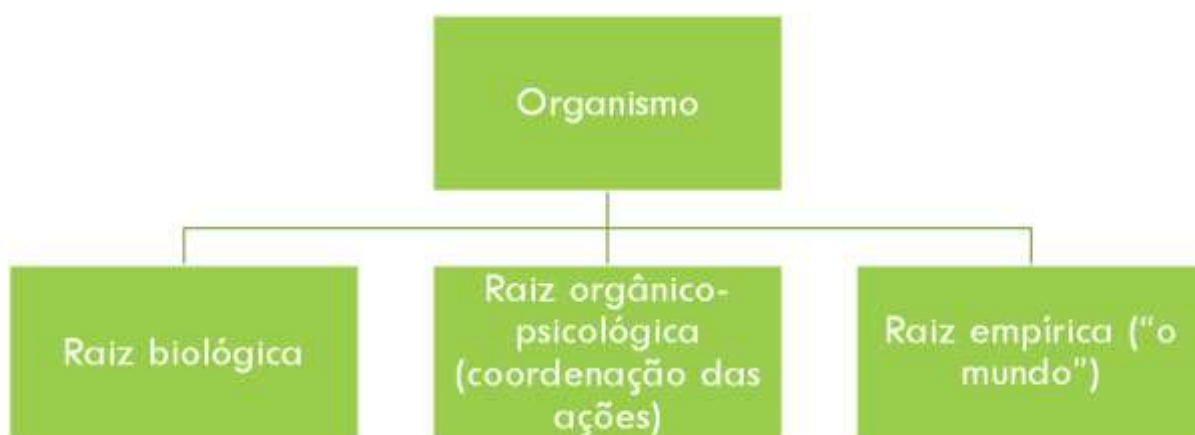 Organismo
Raiz biológica
Raiz orgânico-
psicológica
(coordenação das
ações)
Raiz empírica (“o
mundo”)